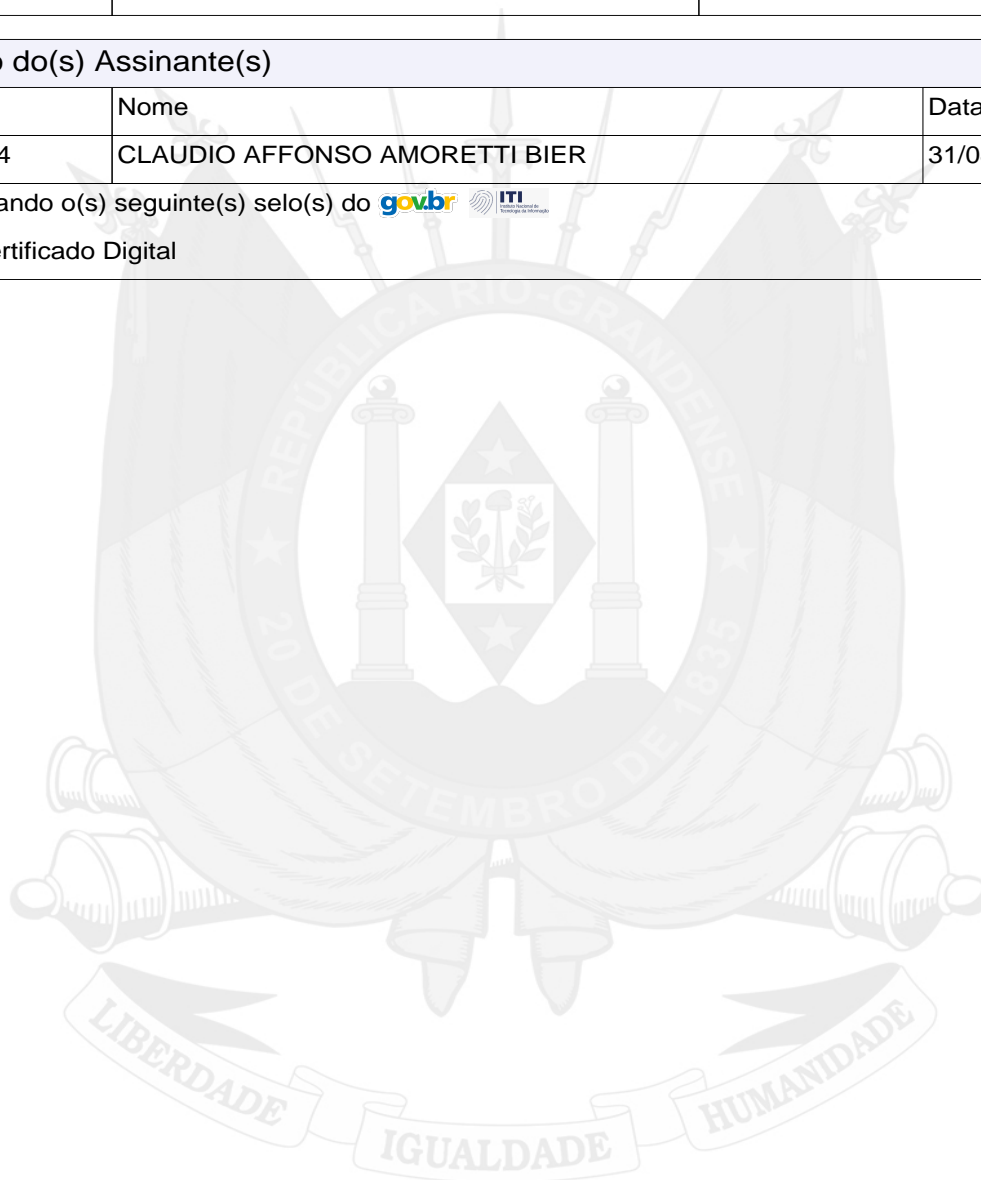 o do(s) Assinante(s)
Nome Data
4 CLAUDIO AFFONSO AMORETTI BIER 31/0
ando o(s) seguinte(s) selo(s) do gov.br ITI
ertificado Digital
REPÚBLICA RIO-GRANDENSE
20 DE SETEMBRO DE 1835
LIBERDADE IGUALDADE HUMANIDADE